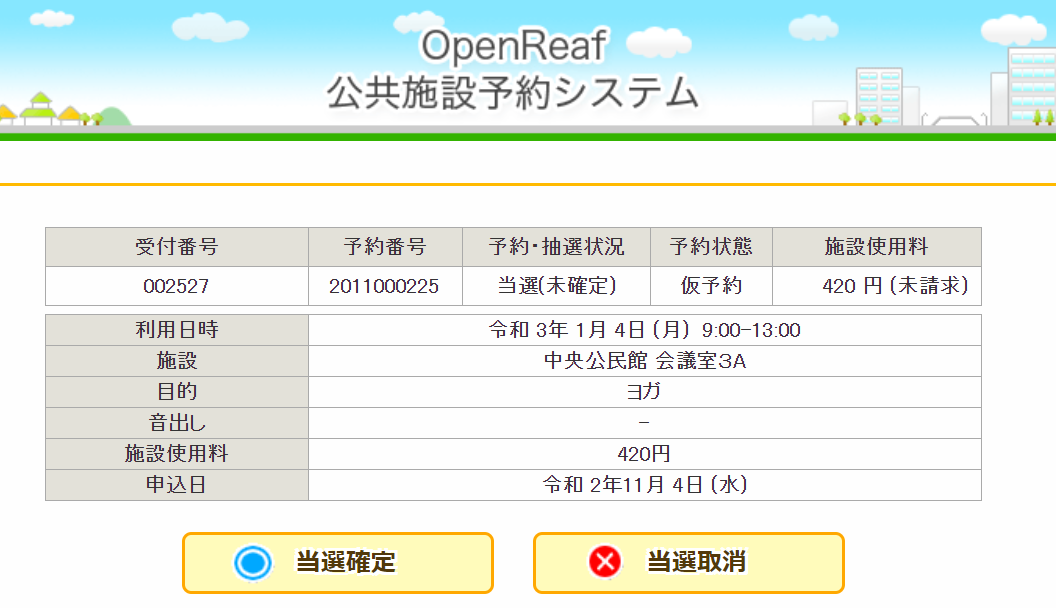 OpenReaf
公共施設予約システム
受付番号 予約番号 予約・抽選状況 予約状態 施設使用料
002527 2011000225 当選(未確定) 仮予約 420 円 (未請求)
利用日時 令和 3年 1月 4日 (月) 9:00-13:00
施設 中央公民館 会議室3A
目的 ヨガ
音出し -
施設使用料 420円
申込日 令和 2年11月 4日 (水)
当選確定 当選取消